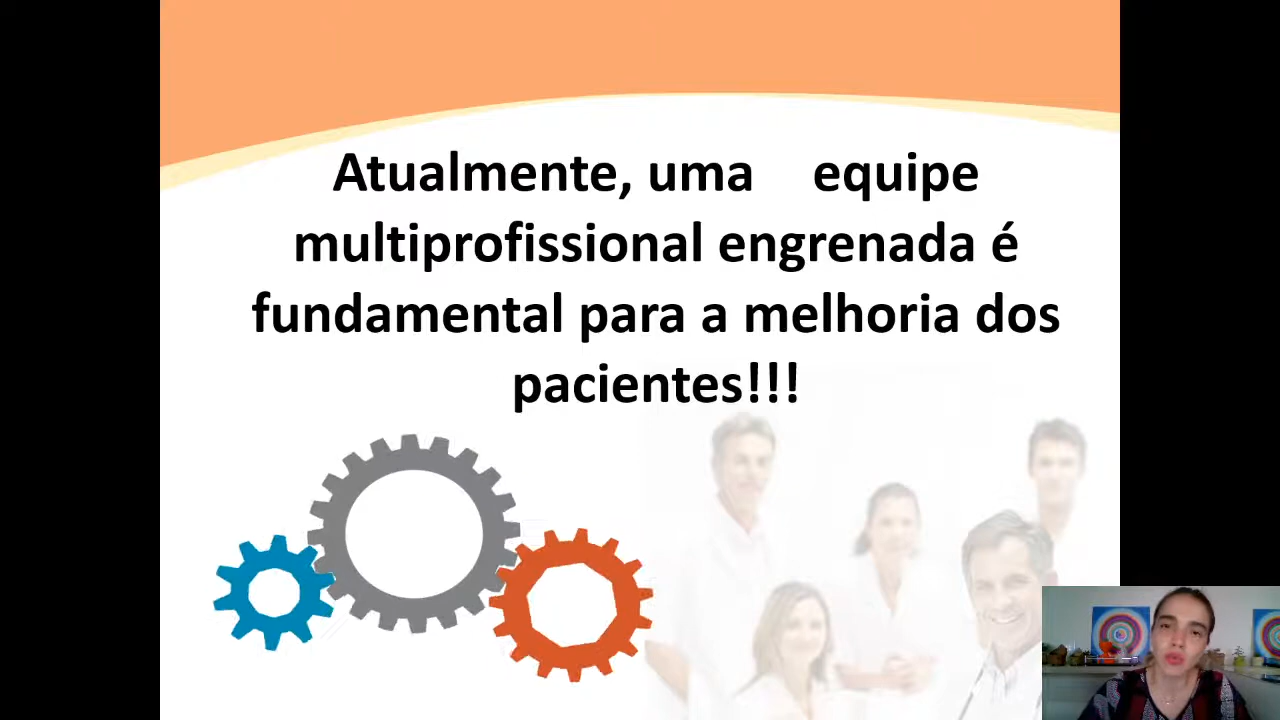 Atualmente, uma equipe
multiprofissional engrenada é
fundamental para a melhoria dos
pacientes!!!